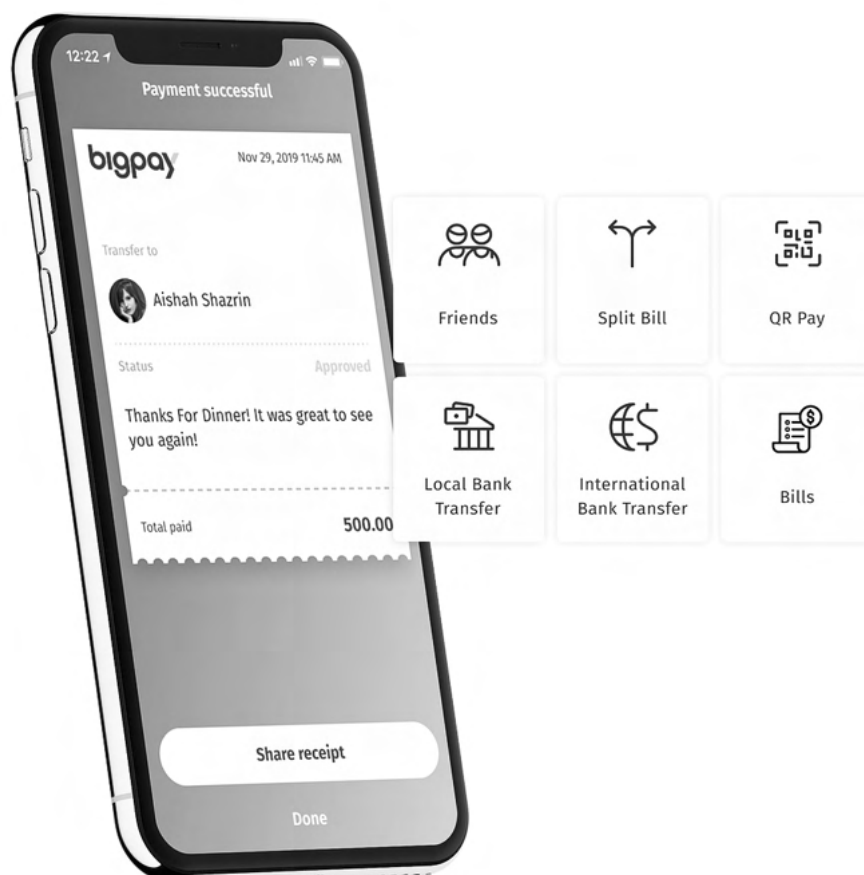 12:22
Payment successful
bigpay
Nov 29, 2019 11:45 AM
Transfer to
Aishah Shazrin
Status
Approved
Thanks For Dinner! It was great to see
you again!
Total paid
500.00
Share receipt
Done
Friends
Split Bill
QR Pay
Local Bank
Transfer
International
Bank Transfer
Bills